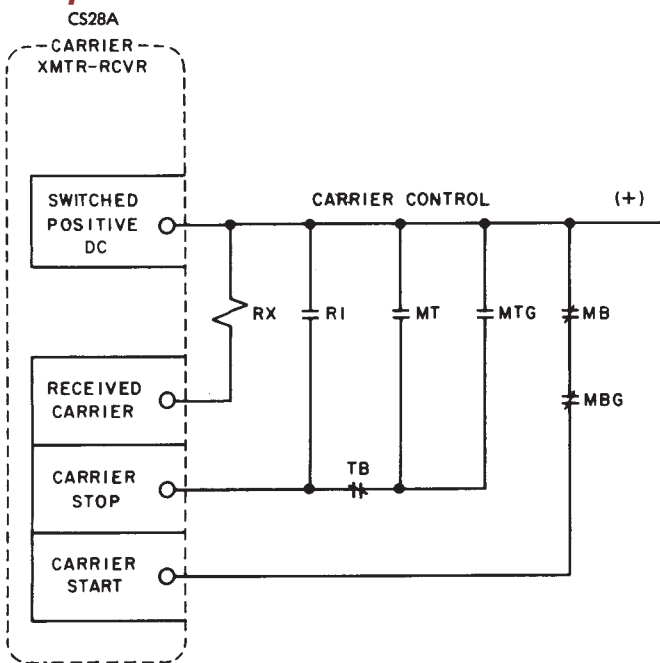 CS28A
CARRIER
XMTR-RCVR
SWITCHED
POSITIVE
DC
CARRIER CONTROL
(+)
RX
RI
MT
MTG
MB
MBG
RECEIVED
CARRIER
TB
CARRIER
STOP
CARRIER
START